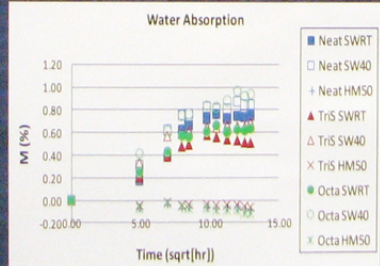 Water Absorption
1.20
1.00
0.80
0.60
0.40
0.20
0.00
-0.20
0.00
5.00
10.00
15.00
M (%)
Time (sqrt[hr])
Neat SWRT
Neat SW40
Neat HM50
TriS SWRT
TriS SW40
TriS HM50
Octa SWRT
Octa SW40
Octa HM50